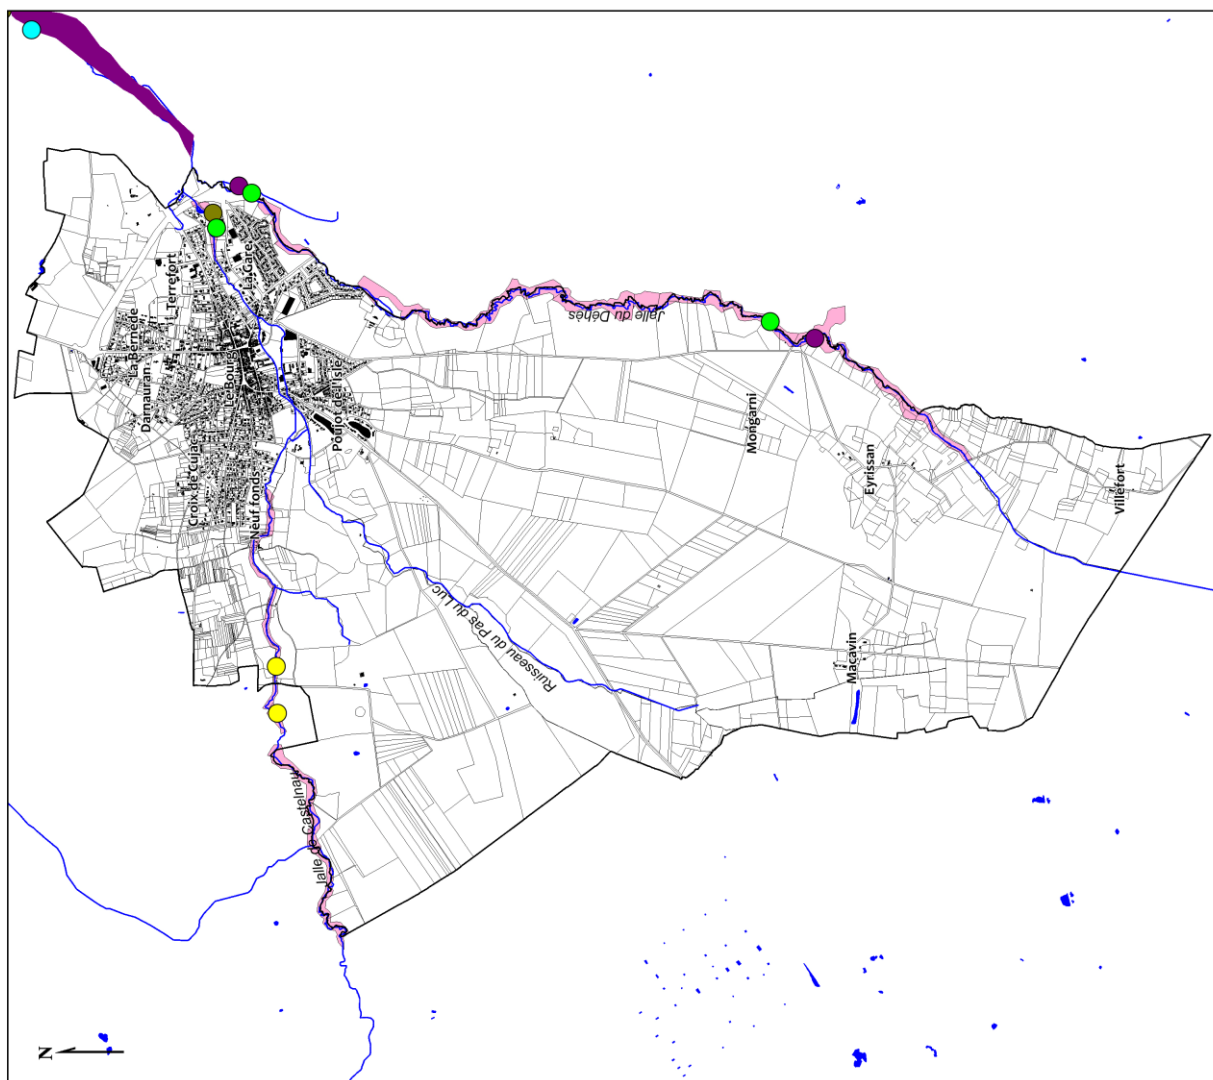 La Bernède
Darnauran
Terrefort
Croix de Cujac
le Bourg
La Gare
Neuf fonds
Poujot de l'Isle
Jalle du Déhès
Mongarni
Eyrissan
Villefort
Macavin
Ruisseau du Pas du Luc
Jalle de Castelnau
N